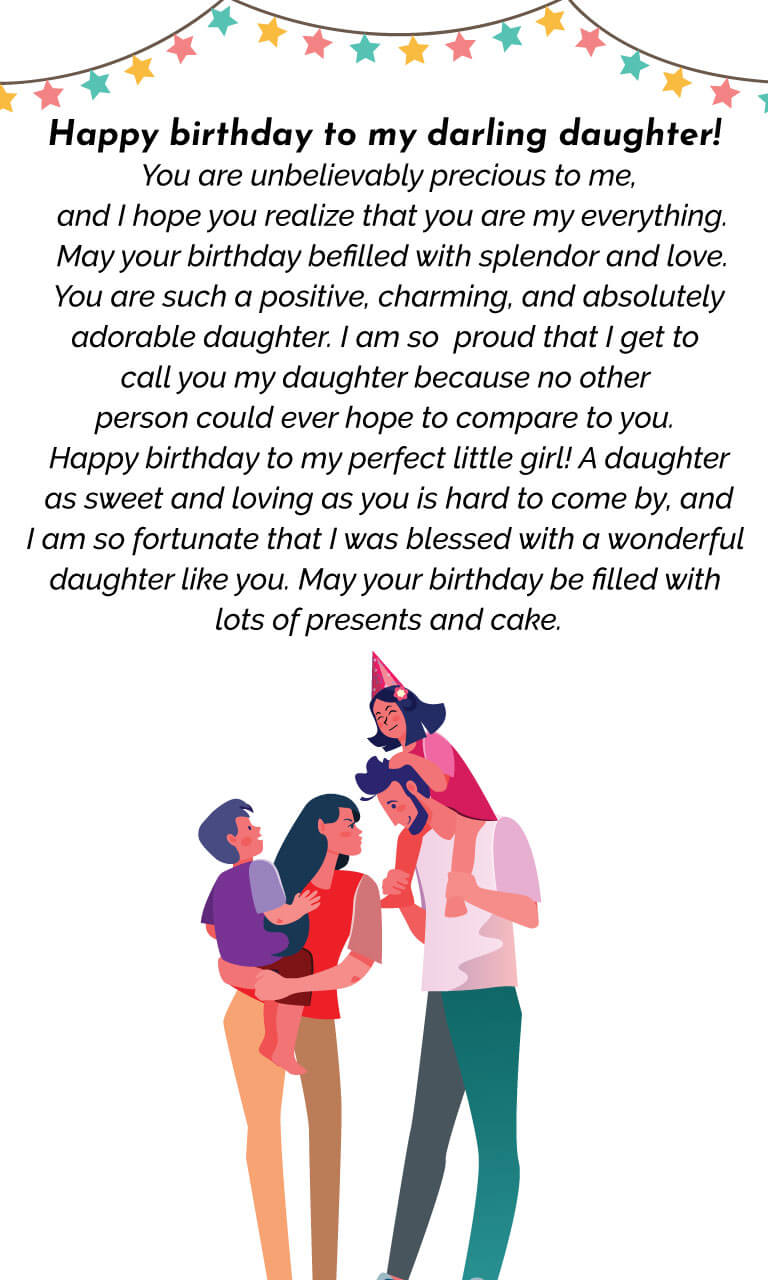 Happy birthday to my darling daughter!
You are unbelievably precious to me,
and I hope you realize that you are my everything.
May your birthday befilled with splendor and love.
You are such a positive, charming, and absolutely
adorable daughter. I am so  proud that I get to
call you my daughter because no other
person could ever hope to compare to you.
Happy birthday to my perfect little girl! A daughter
as sweet and loving as you is hard to come by, and
I am so fortunate that I was blessed with a wonderful
daughter like you. May your birthday be filled with
lots of presents and cake.